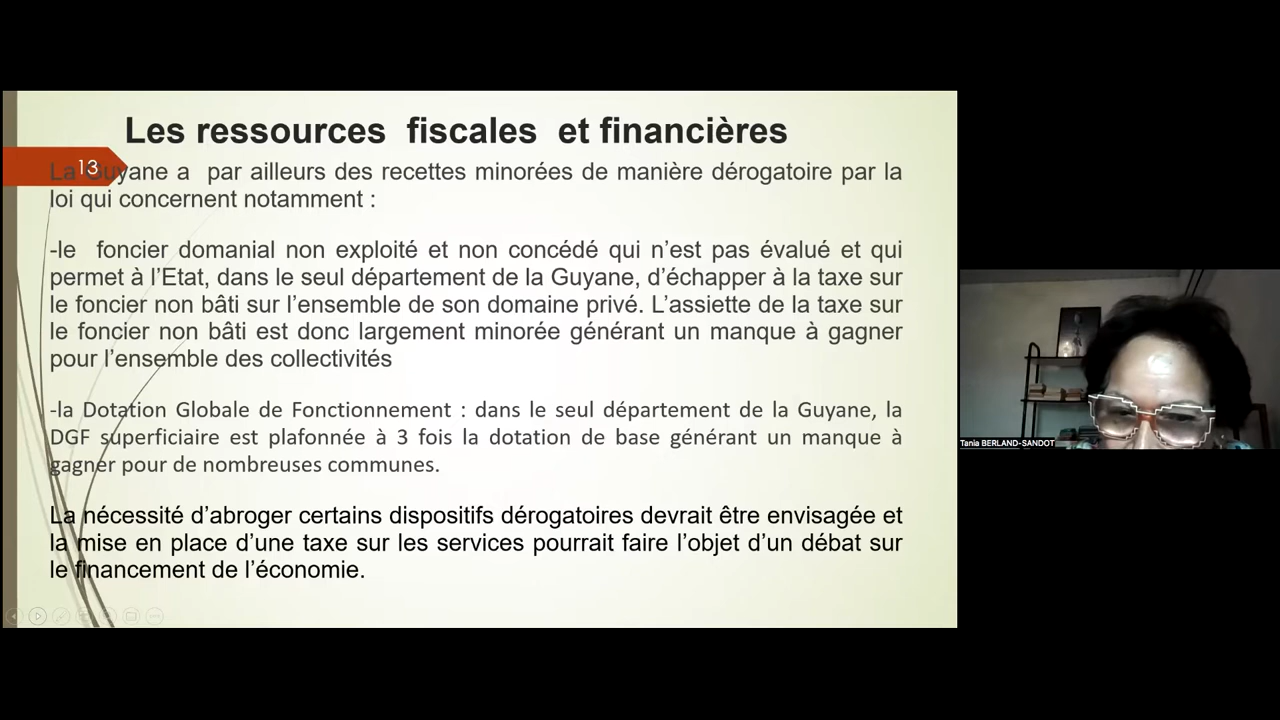 Les ressources fiscales et financières
13
La Guyane a par ailleurs des recettes minorées de manière dérogatoire par la
loi qui concernent notamment :
-le foncier domanial non exploité et non concédé qui n’est pas évalué et qui
permet à l’Etat, dans le seul département de la Guyane, d’échapper à la taxe sur
le foncier non bâti sur l’ensemble de son domaine privé. L’assiette de la taxe sur
le foncier non bâti est donc largement minorée générant un manque à gagner
pour l’ensemble des collectivités
-la Dotation Globale de Fonctionnement : dans le seul département de la Guyane, la
DGF superficiaire est plafonnée à 3 fois la dotation de base générant un manque à
gagner pour de nombreuses communes.
La nécessité d’abroger certains dispositifs dérogatoires devrait être envisagée et
la mise en place d’une taxe sur les services pourrait faire l’objet d’un débat sur
le financement de l’économie.
Tania BERLAND-SANDOT